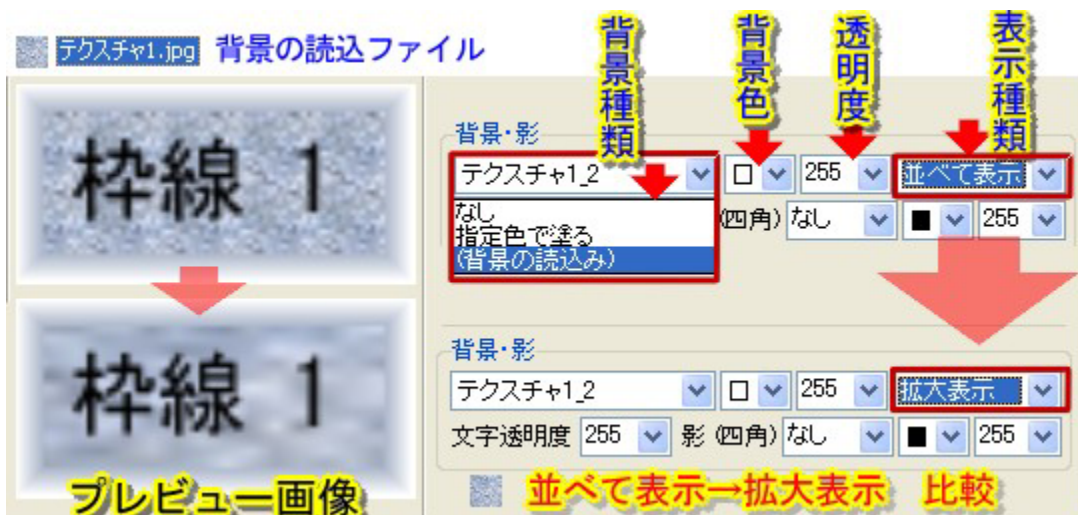 テクスチャ1.jpg 背景の読込ファイル
背景種類
背景色
透明度
表示種類
枠線 1
背景・影
テクスチャ1_2 255 並べて表示
なし
指定色で塗る
(背景の読込み)
(四角) なし 255
枠線 1
背景・影
テクスチャ1_2 255 拡大表示
文字透明度 255 影 (四角) なし 255
プレビュー画像
並べて表示→拡大表示 比較